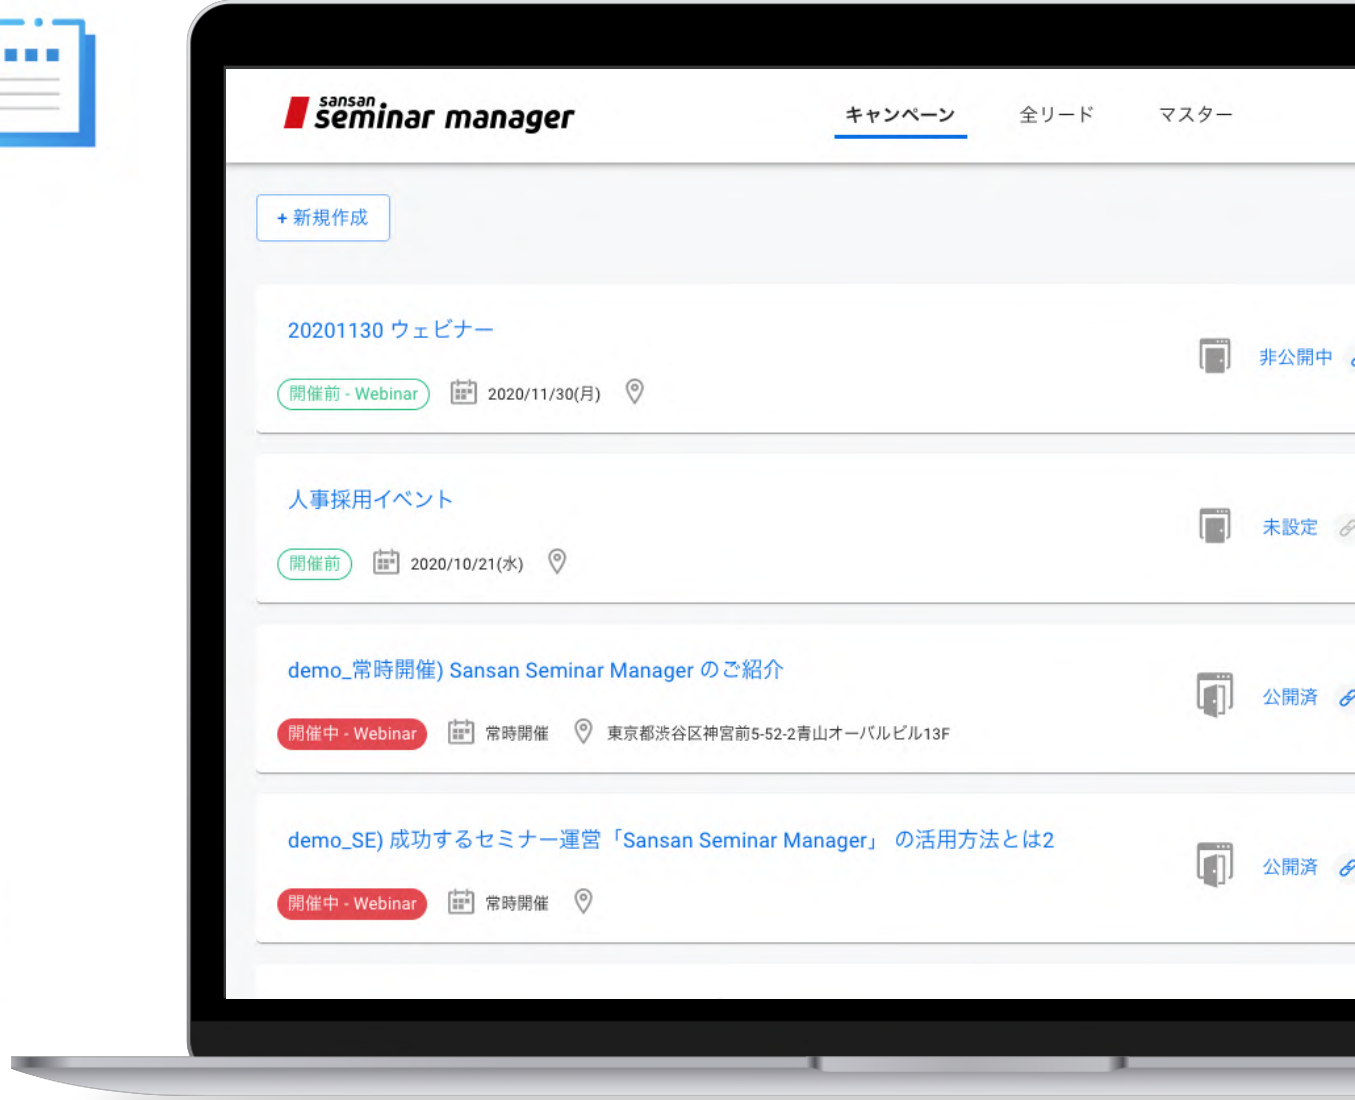 sansan
seminar manager
キャンペーン 全リード マスター
+ 新規作成
20201130 ウェビナー
非公開中
開催前 - Webinar 2020/11/30(月)
人事採用イベント
未設定
開催前 2020/10/21(水)
demo_常時開催) Sansan Seminar Manager のご紹介
公開済
開催中 - Webinar 常時開催 東京都渋谷区神宮前5-52-2青山オーバルビル13F
demo_SE) 成功するセミナー運営「Sansan Seminar Manager」 の活用方法とは2
公開済
開催中 - Webinar 常時開催